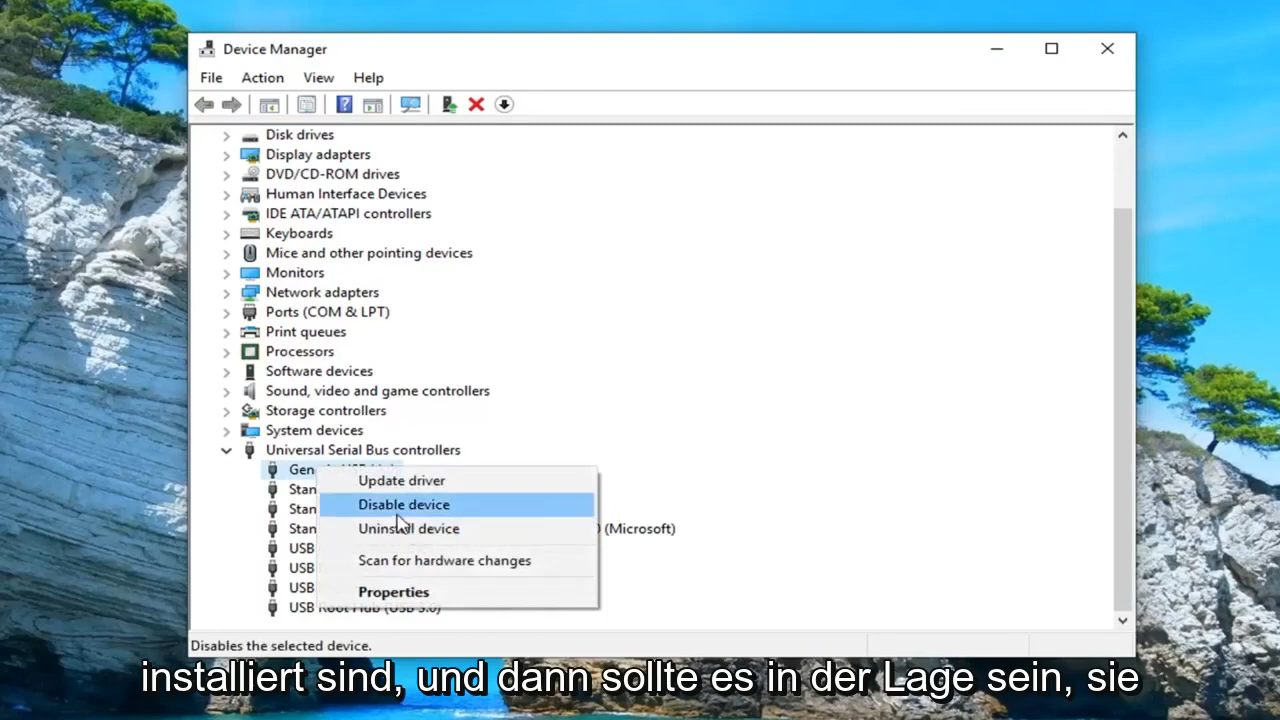 Device Manager
File Action View Help
Disk drives
Display adapters
DVD/CD-ROM drives
Human Interface Devices
IDE ATA/ATAPI controllers
Keyboards
Mice and other pointing devices
Monitors
Network adapters
Ports (COM & LPT)
Print queues
Processors
Software devices
Sound, video and game controllers
Storage controllers
System devices
Universal Serial Bus controllers
Update driver
Disable device
Uninstall device
(Microsoft)
Scan for hardware changes
USB
USB
USB
Properties
USB Root Hub (USB 3.0)
Disables the selected device.
installiert sind, und dann sollte es in der Lage sein, sie